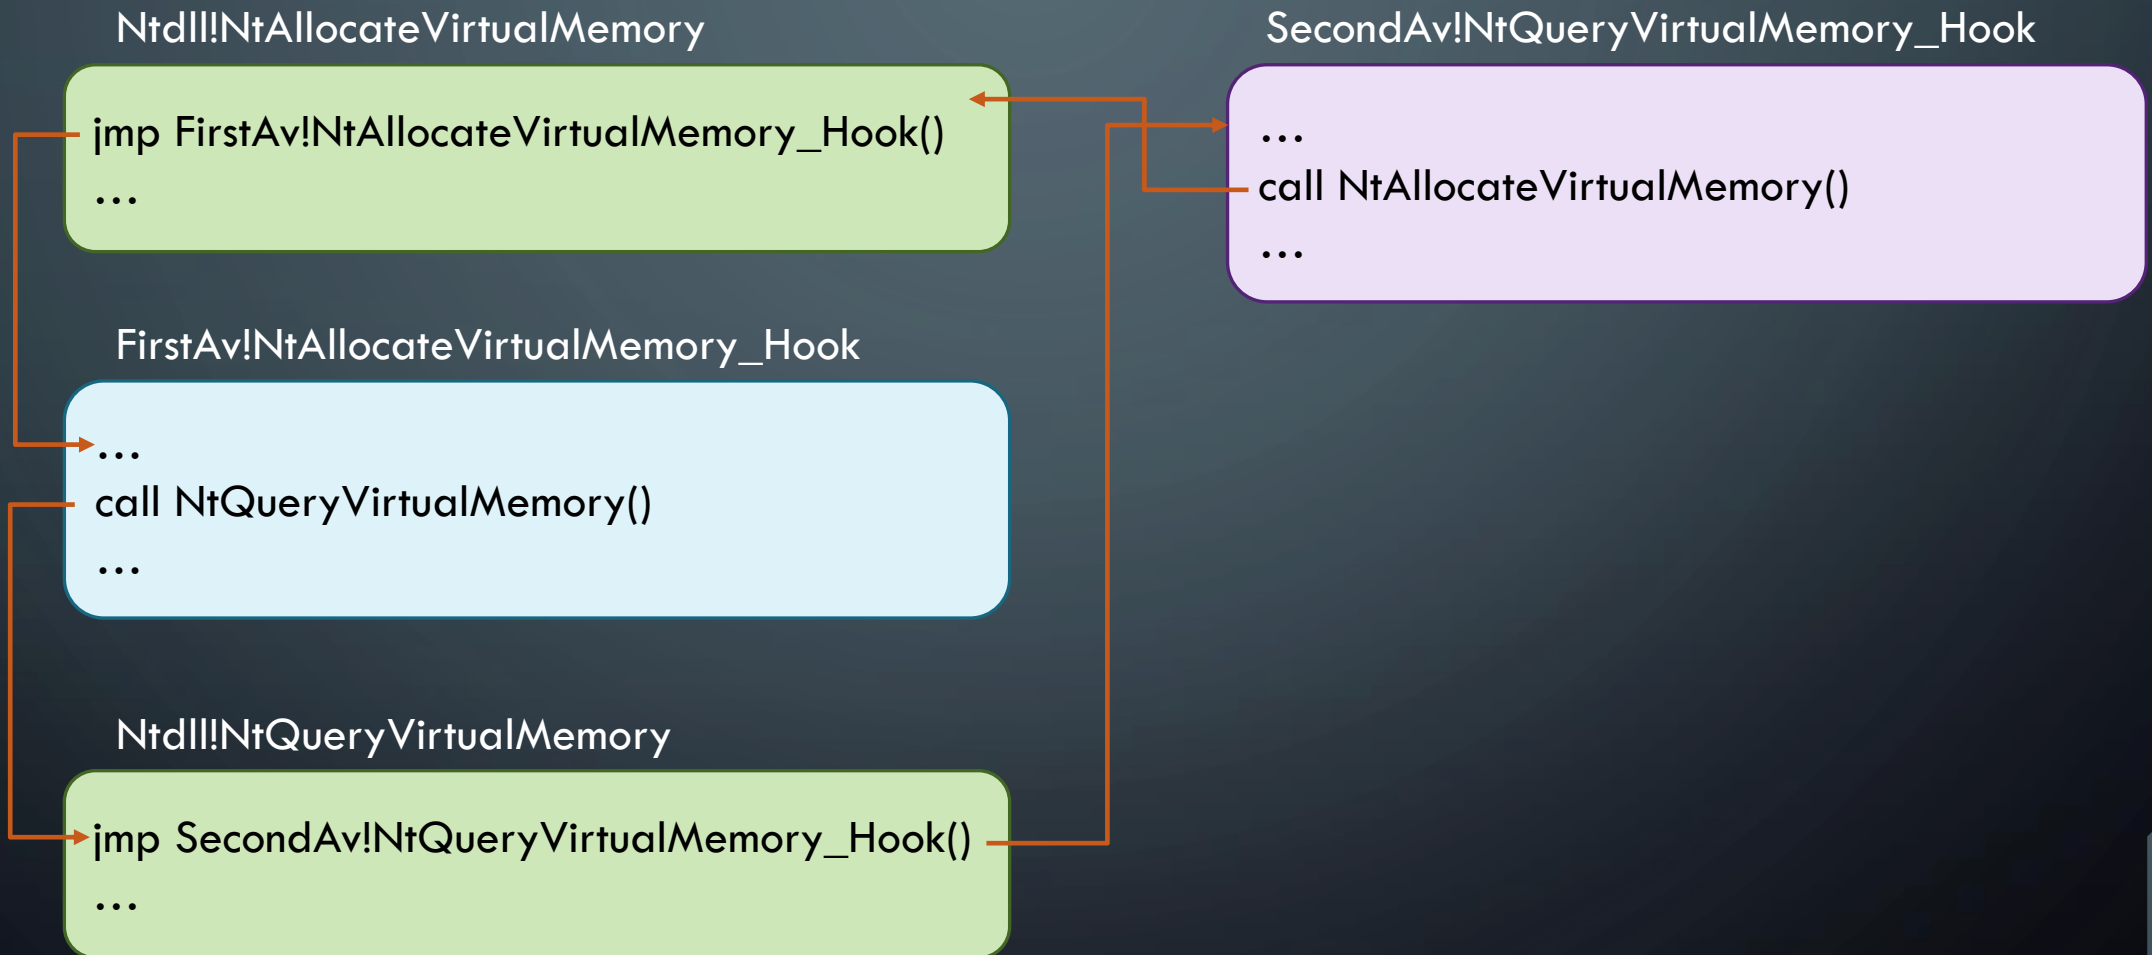 Ntdll!NtAllocateVirtualMemory
jmp FirstAv!NtAllocateVirtualMemory_Hook()
...
FirstAv!NtAllocateVirtualMemory_Hook
...
call NtQueryVirtualMemory()
...
Ntdll!NtQueryVirtualMemory
jmp SecondAv!NtQueryVirtualMemory_Hook()
...
SecondAv!NtQueryVirtualMemory_Hook
...
call NtAllocateVirtualMemory()
...